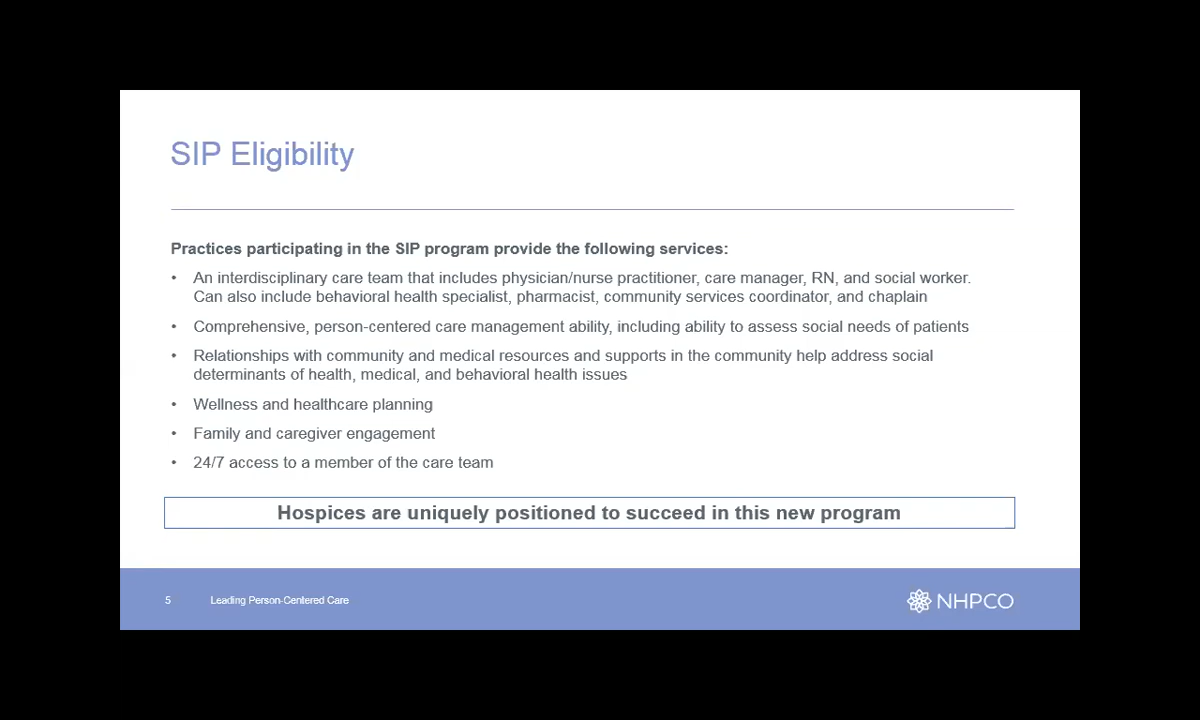 SIP Eligibility
Practices participating in the SIP program provide the following services:
• An interdisciplinary care team that includes physician/nurse practitioner, care manager, RN, and social worker.
Can also include behavioral health specialist, pharmacist, community services coordinator, and chaplain
• Comprehensive, person-centered care management ability, including ability to assess social needs of patients
• Relationships with community and medical resources and supports in the community help address social
determinants of health, medical, and behavioral health issues
• Wellness and healthcare planning
• Family and caregiver engagement
• 24/7 access to a member of the care team
Hospices are uniquely positioned to succeed in this new program
5 Leading Person-Centered Care NHPCO